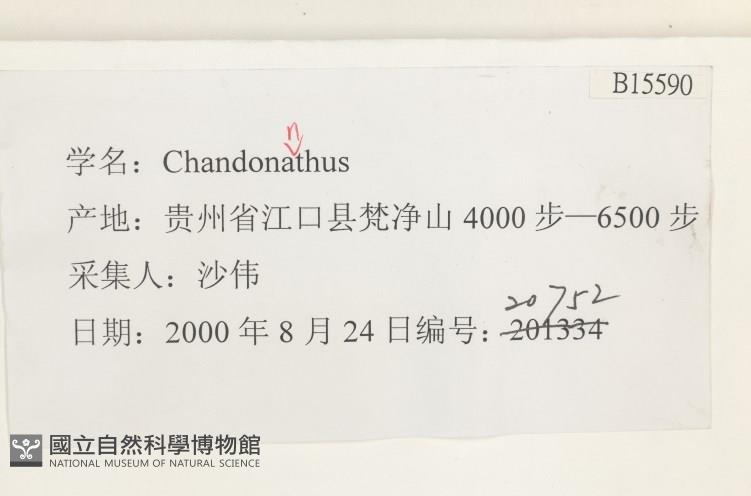 B15590
n
学名：Chandonathus
产地：贵州省江口县梵净山 4000 步—6500 步
采集人：沙伟
20752
日期：2000 年 8 月 24 日编号：201334
國立自然科學博物館
NATIONAL MUSEUM OF NATURAL SCIENCE